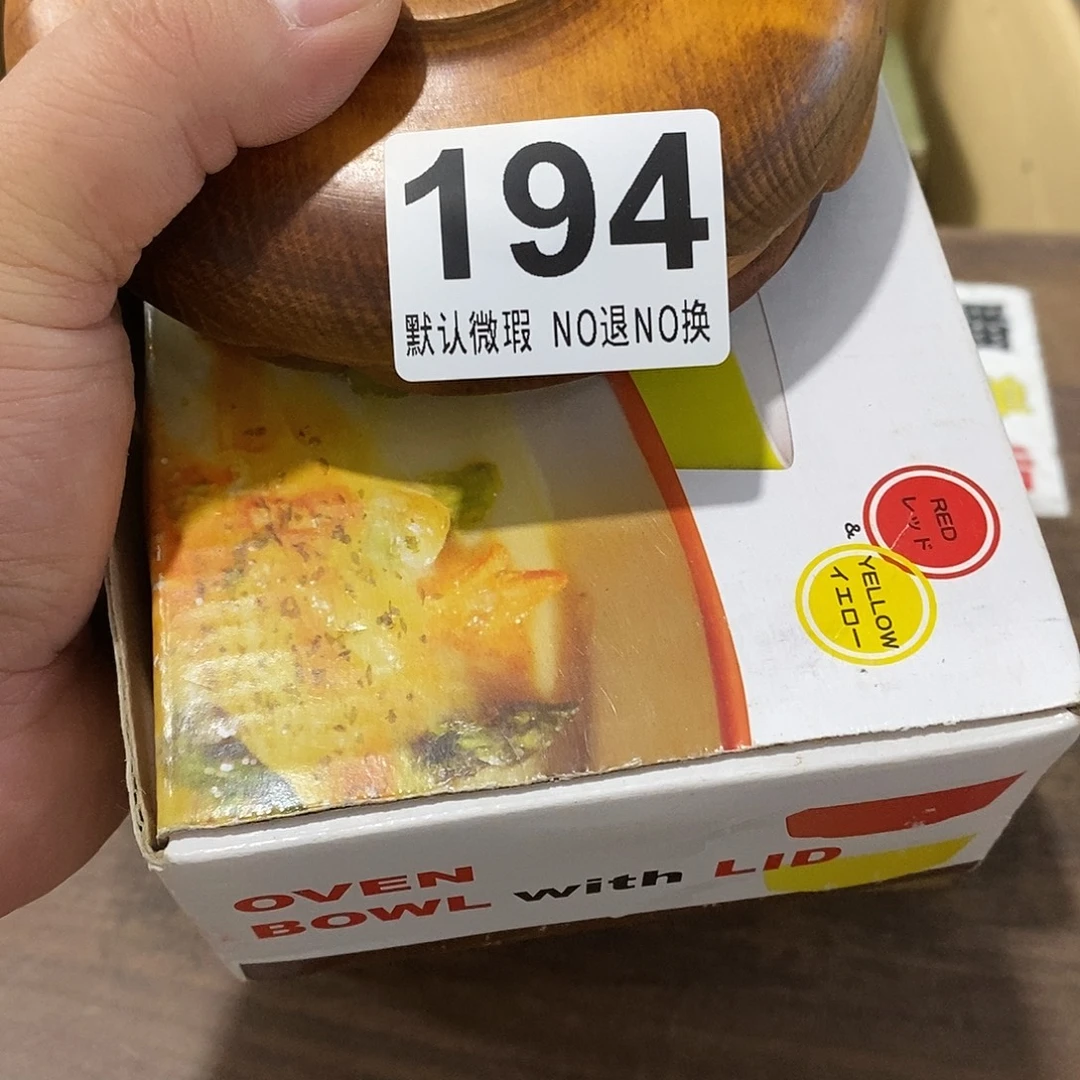 194
默认微瑕 NO退NO换
RED
レッド
&
YELLOW
イエロー
OVEN
BOWL with LID